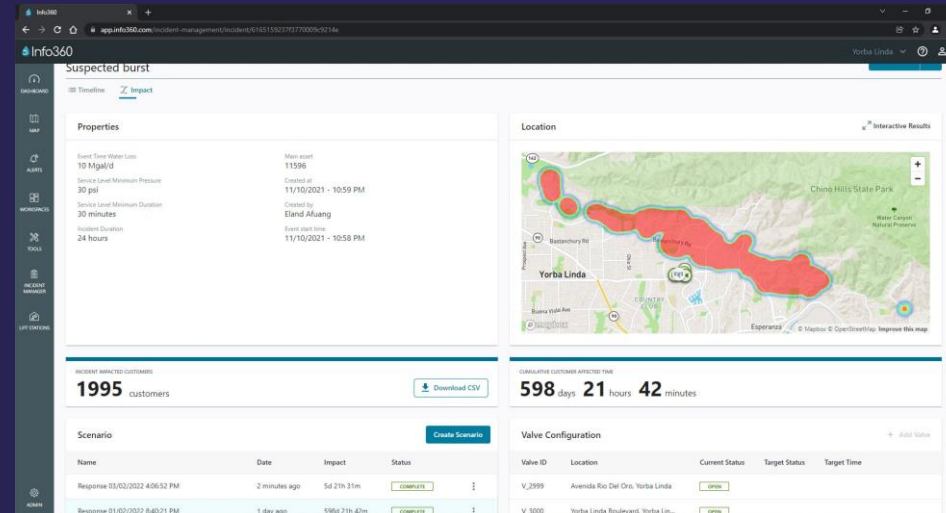 Info360
app.info360.com/incident-management/incident/6165159237f3770009c9214e
Info360
Yorba Linda
Suspected burst
Timeline
Impact
DASHBOARD
MAP
ALERTS
WORKSPACES
TOOLS
INCIDENT MANAGER
LIFT STATIONS
ADMIN
Properties
Event Time Water Loss
10 Mgal/d
Service Level Minimum Pressure
30 psi
Service Level Minimum Duration
30 minutes
Incident Duration
24 hours
Main asset
11596
Created at
11/10/2021 - 10:59 PM
Created by
Eland Afuang
Event start time
11/10/2021 - 10:58 PM
Location
Interactive Results
142
Chino Hills State Park
Water Canyon
Natural Preserve
90
Bastanchury Rd
Bastanchury Rd
Prospect Ave
Yorba Linda
COUNTRY
CLUB
Buena Vista Ave
90
Esperanza
mapbox
© Mapbox © OpenStreetMap Improve this map
INCIDENT IMPACTED CUSTOMERS
1995 customers
Download CSV
CUMULATIVE CUSTOMER AFFECTED TIME
598 days 21 hours 42 minutes
Scenario
Create Scenario
Name Date Impact Status
Response 03/02/2022 4:06:52 PM 2 minutes ago 5d 21h 31m COMPLETE
Response 01/02/2022 8:40:21 PM 1 day ago 598d 21h 42m COMPLETE
Valve Configuration
+ Add Valve
Valve ID Location Current Status Target Status Target Time
V_2999 Avenida Rio Del Oro, Yorba Linda OPEN
V_3000 Yorba Linda Boulevard, Yorba Lin... OPEN